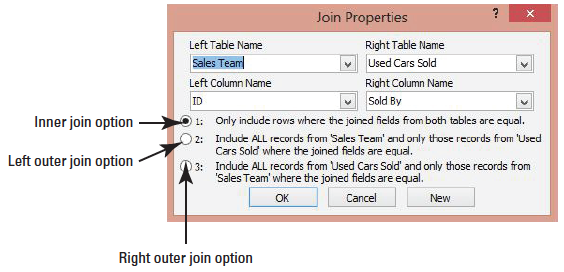 Join Properties
? x
Left Table Name Right Table Name
Sales Team Used Cars Sold
Left Column Name Right Column Name
ID Sold By
Inner join option
1: Only include rows where the joined fields from both tables are equal.
Left outer join option
2: Include ALL records from 'Sales Team' and only those records from 'Used
Cars Sold' where the joined fields are equal.
3: Include ALL records from 'Used Cars Sold' and only those records from
'Sales Team' where the joined fields are equal.
OK Cancel New
Right outer join option